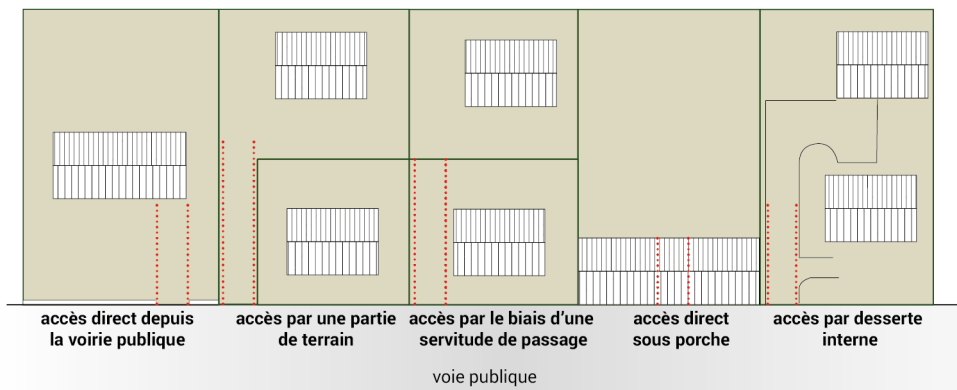 accès direct depuis
la voirie publique
accès par une partie
de terrain
accès par le biais d'une
servitude de passage
accès direct
sous porche
accès par desserte
interne
voie publique